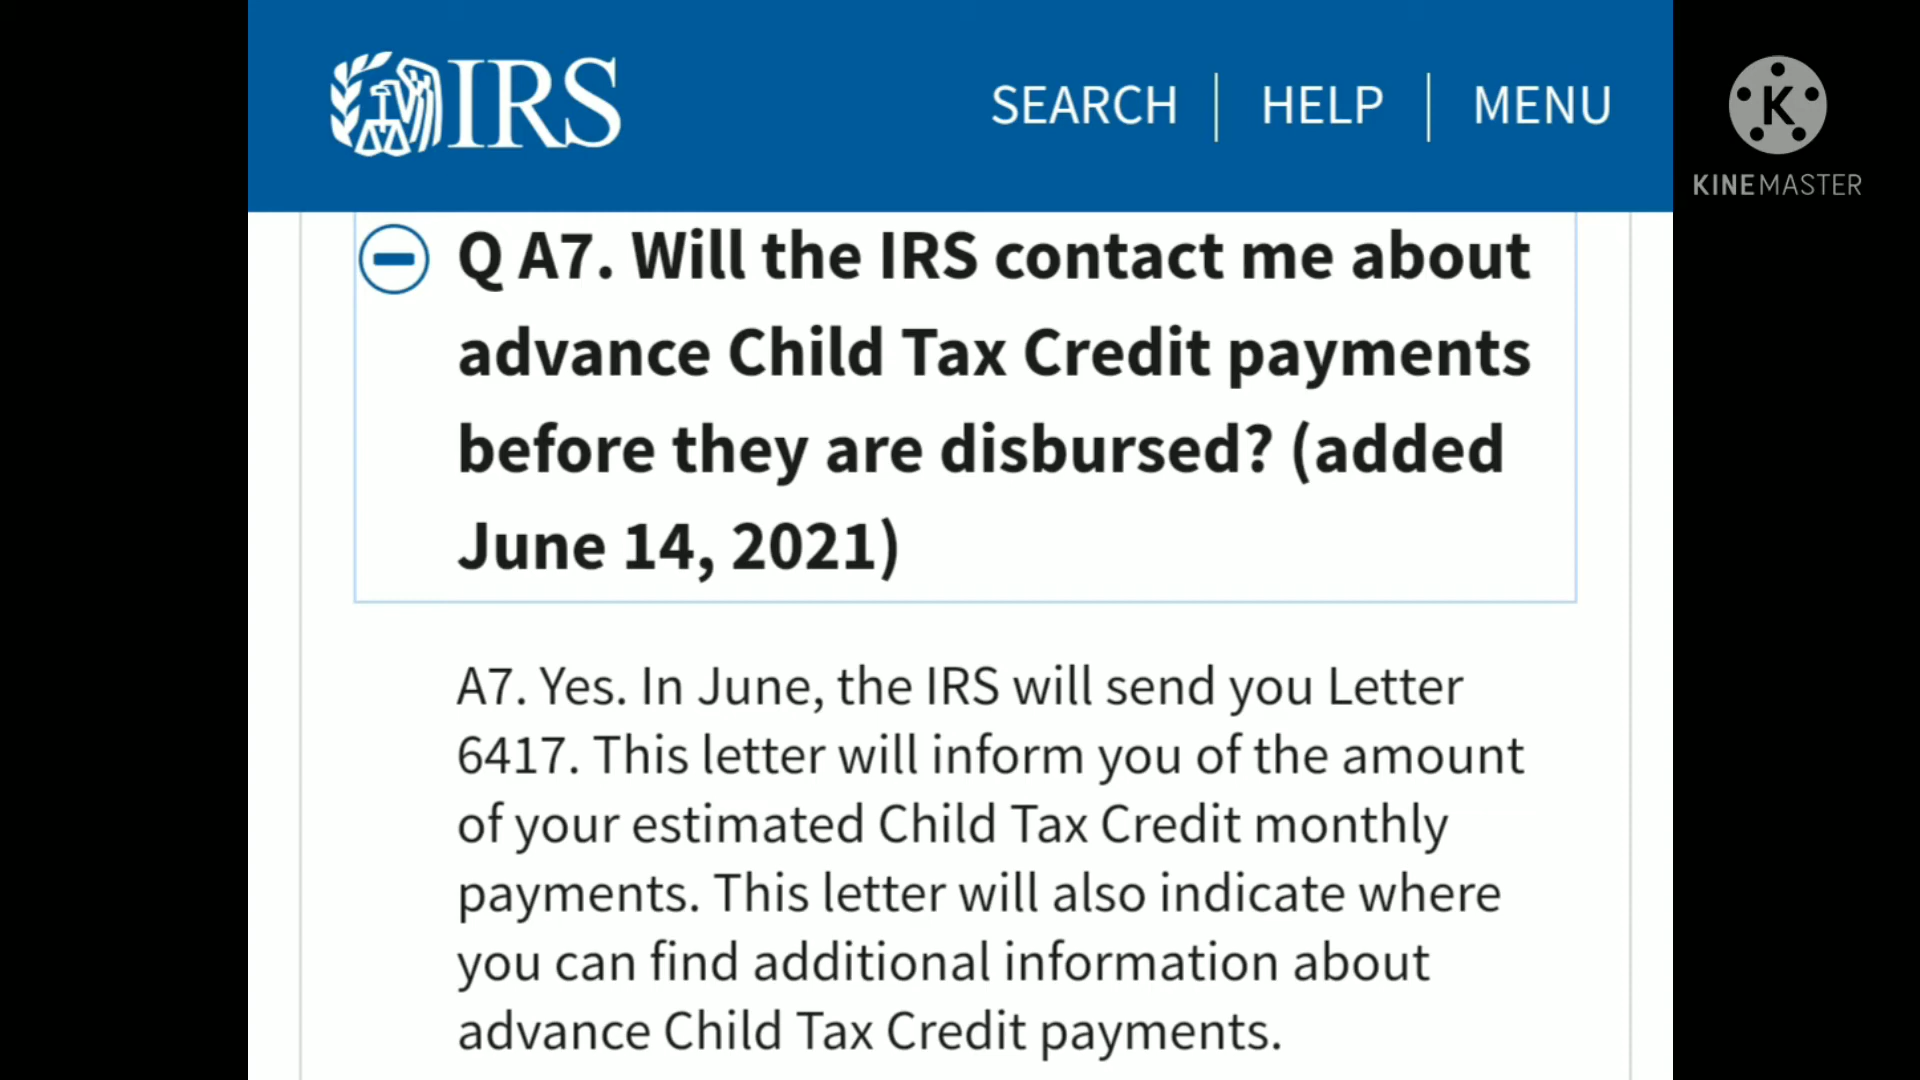 IRS
SEARCH | HELP | MENU
K
KINEMASTER
Q A7. Will the IRS contact me about
advance Child Tax Credit payments
before they are disbursed? (added
June 14, 2021)
A7. Yes. In June, the IRS will send you Letter
6417. This letter will inform you of the amount
of your estimated Child Tax Credit monthly
payments. This letter will also indicate where
you can find additional information about
advance Child Tax Credit payments.